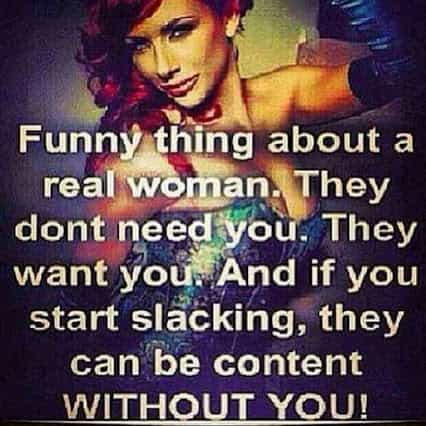 Funny thing about a
real woman. They
dont need you. They
want you. And if you
start slacking, they
can be content
WITHOUT YOU!